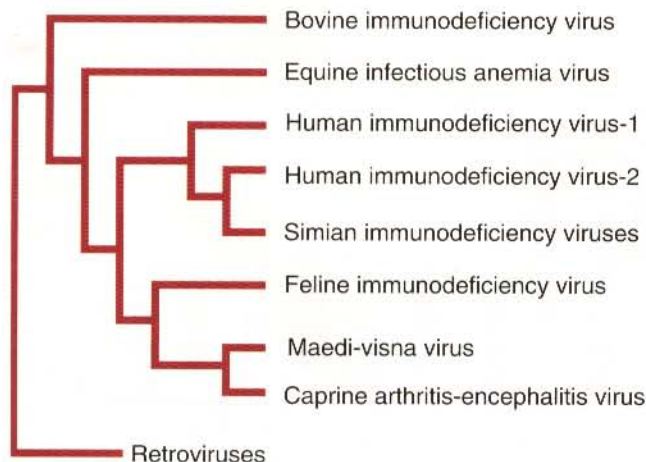 Bovine immunodeficiency virus
Equine infectious anemia virus
Human immunodeficiency virus-1
Human immunodeficiency virus-2
Simian immunodeficiency viruses
Feline immunodeficiency virus
Maedi-visna virus
Caprine arthritis-encephalitis virus
Retroviruses